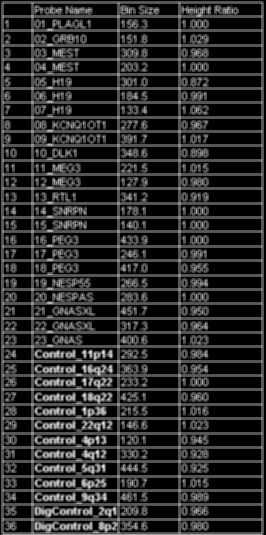 Probe Name Bin Size Height Ratio
1 01_PLAGL1 156.3 1.000
2 02_GRB10 151.8 1.029
3 03_MEST 309.8 0.968
4 04_MEST 203.2 1.000
5 05_H19 301.0 0.872
6 06_H19 184.5 0.991
7 07_H19 133.4 1.062
8 08_KCNQ1OT1 277.6 0.967
9 09_KCNQ1OT1 391.7 1.017
10 10_DLK1 348.6 0.898
11 11_MEG3 221.5 1.015
12 12_MEG3 127.9 0.980
13 13_RTL1 341.2 0.919
14 14_SNRPN 178.1 1.000
15 15_SNRPN 140.1 1.000
16 16_PEG3 433.9 1.000
17 17_PEG3 246.1 0.991
18 18_PEG3 417.0 0.955
19 19_NESP55 266.5 0.994
20 20_NESPAS 283.6 1.000
21 21_GNASXL 451.7 0.950
22 22_GNASXL 317.3 0.964
23 23_GNAS 400.6 1.023
24 Control_11p14 292.5 0.984
25 Control_16q24 363.9 0.954
26 Control_17q22 233.2 1.000
27 Control_18q22 425.1 0.960
28 Control_1p36 215.5 1.016
29 Control_22q12 146.6 1.023
30 Control_4p13 120.1 0.945
31 Control_4q12 330.2 0.928
32 Control_5q31 444.5 0.925
33 Control_6p25 190.7 1.015
34 Control_9q34 461.5 0.989
35 DigControl_2q1 209.8 0.966
36 DigControl_8p2 354.6 0.980